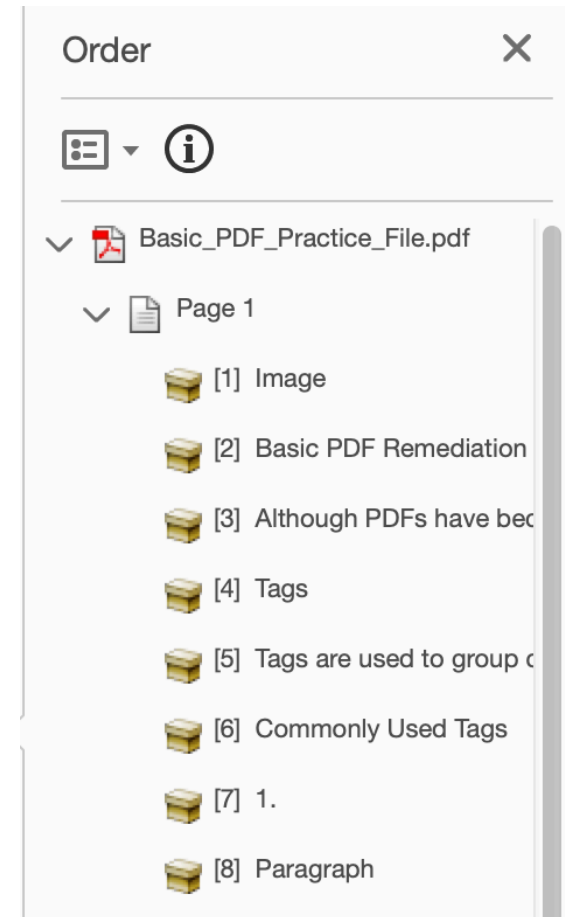 Order
Basic_PDF_Practice_File.pdf
Page 1
[1] Image
[2] Basic PDF Remediation
[3] Although PDFs have bec
[4] Tags
[5] Tags are used to group
[6] Commonly Used Tags
[7] 1.
[8] Paragraph